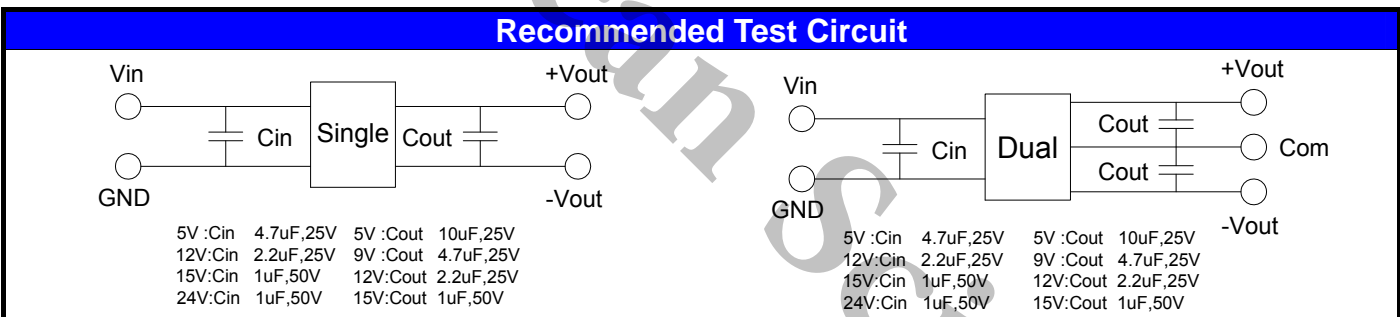 Recommended Test Circuit
Vin
+Vout
Cin
Single
Cout
GND
-Vout
5V :Cin 4.7uF,25V 5V :Cout 10uF,25V
12V:Cin 2.2uF,25V 9V :Cout 4.7uF,25V
15V:Cin 1uF,50V 12V:Cout 2.2uF,25V
24V:Cin 1uF,50V 15V:Cout 1uF,50V
Vin
+Vout
Cout
Cin
Dual
Com
Cout
GND
-Vout
5V :Cin 4.7uF,25V 5V :Cout 10uF,25V
12V:Cin 2.2uF,25V 9V :Cout 4.7uF,25V
15V:Cin 1uF,50V 12V:Cout 2.2uF,25V
24V:Cin 1uF,50V 15V:Cout 1uF,50V